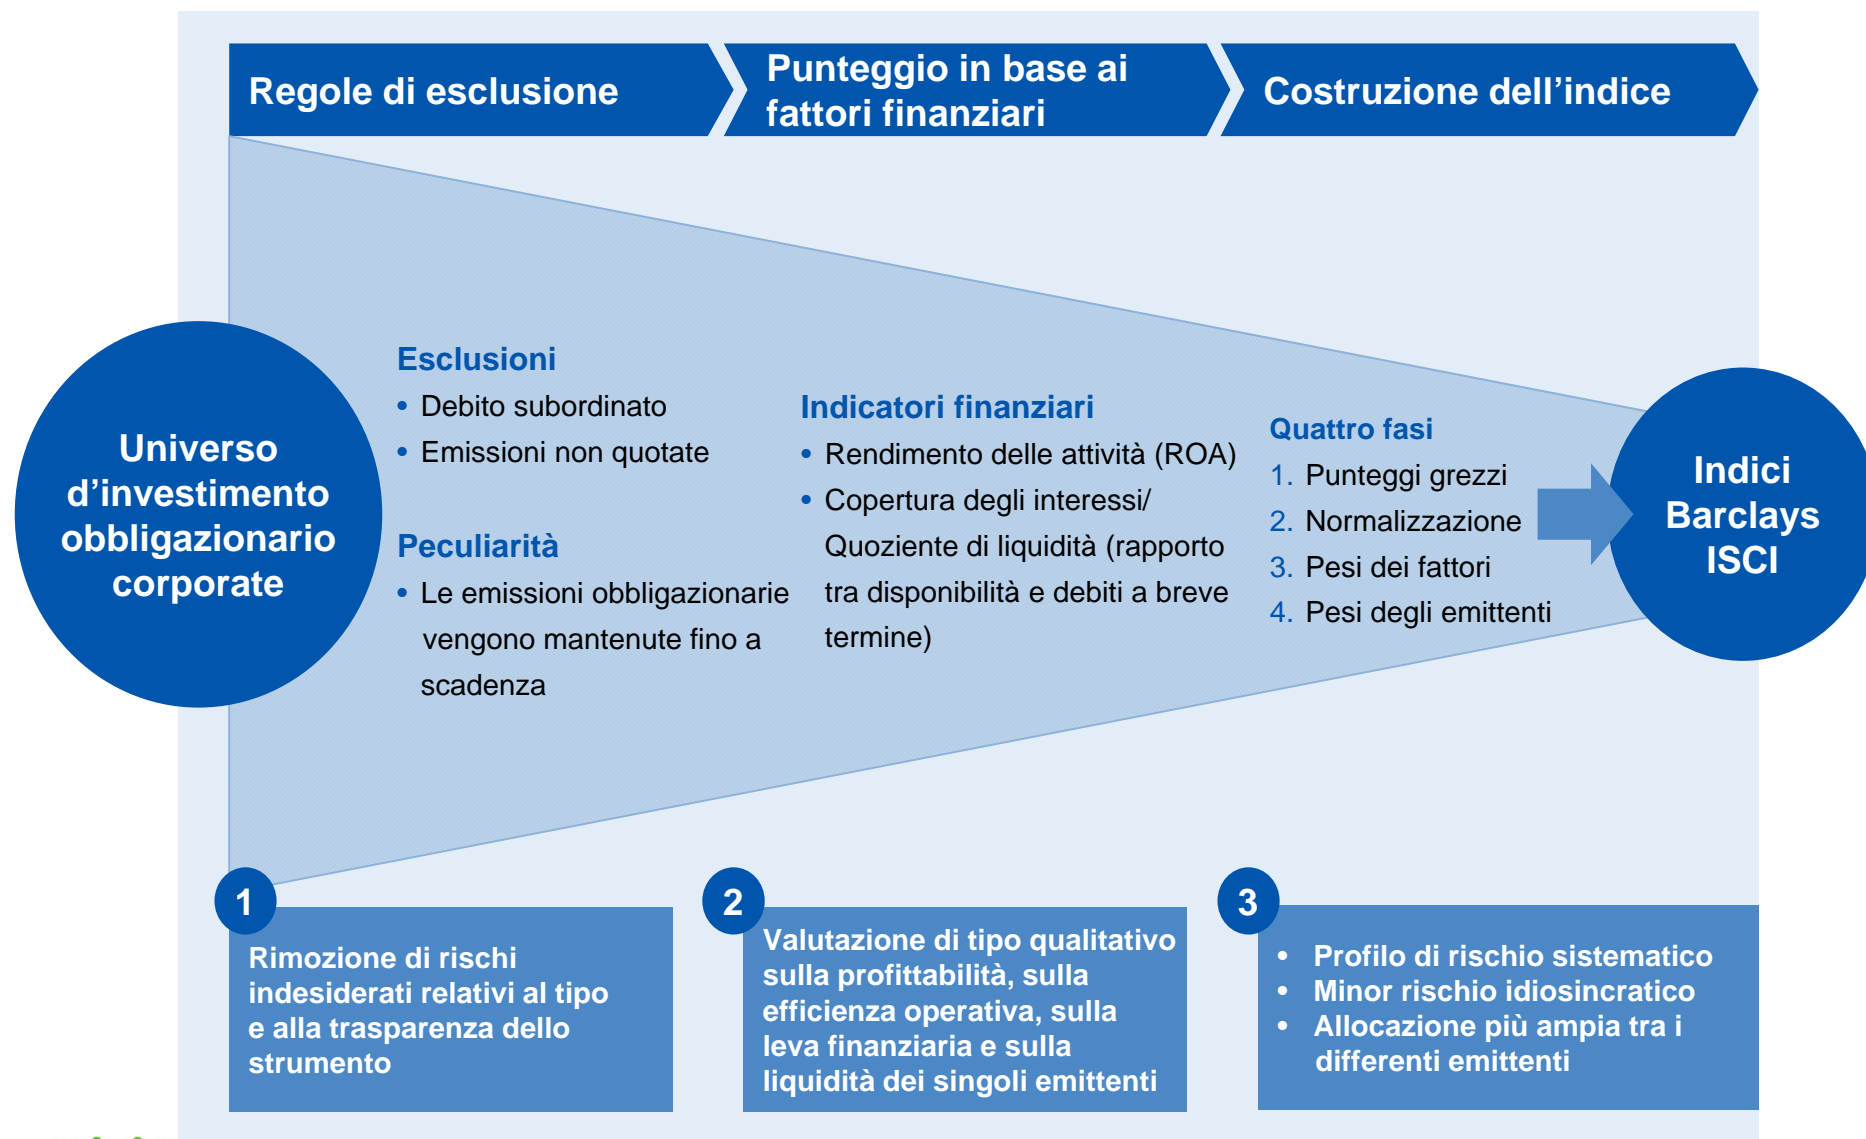 Regole di esclusione
Punteggio in base ai
fattori finanziari
Costruzione dell’indice
Universo
d’investimento
obbligazionario
corporate
Esclusioni
• Debito subordinato
• Emissioni non quotate
Peculiarità
• Le emissioni obbligazionarie
vengono mantenute fino a
scadenza
Indicatori finanziari
• Rendimento delle attività (ROA)
• Copertura degli interessi/
Quoziente di liquidità (rapporto
tra disponibilità e debiti a breve
termine)
Quattro fasi
1. Punteggi grezzi
2. Normalizzazione
3. Pesi dei fattori
4. Pesi degli emittenti
Indici
Barclays
ISCI
1
Rimozione di rischi
indesiderati relativi al tipo
e alla trasparenza dello
strumento
2
Valutazione di tipo qualitativo
sulla profittabilità, sulla
efficienza operativa, sulla
leva finanziaria e sulla
liquidità dei singoli emittenti
3
• Profilo di rischio sistematico
• Minor rischio idiosincratico
• Allocazione più ampia tra i
differenti emittenti